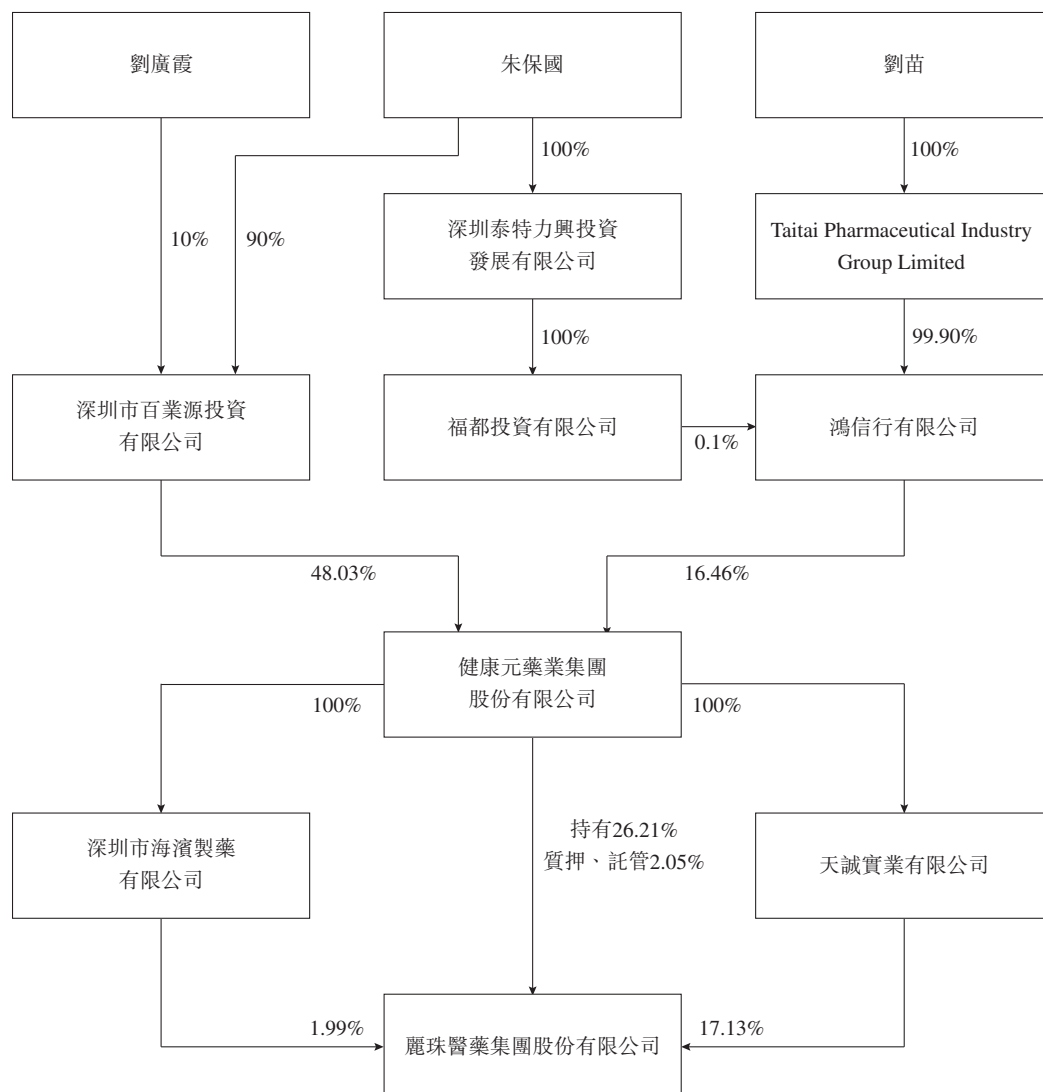 劉廣霞
朱保國
劉苗
100%
100%
10%
90%
深圳泰特力興投資
發展有限公司
Taitai Pharmaceutical Industry
Group Limited
100%
99.90%
深圳市百業源投資
有限公司
福都投資有限公司
0.1%
鴻信行有限公司
48.03%
16.46%
健康元藥業集團
股份有限公司
100%
100%
深圳市海濱製藥
有限公司
持有26.21%
質押、託管2.05%
天誠實業有限公司
1.99%
麗珠醫藥集團股份有限公司
17.13%